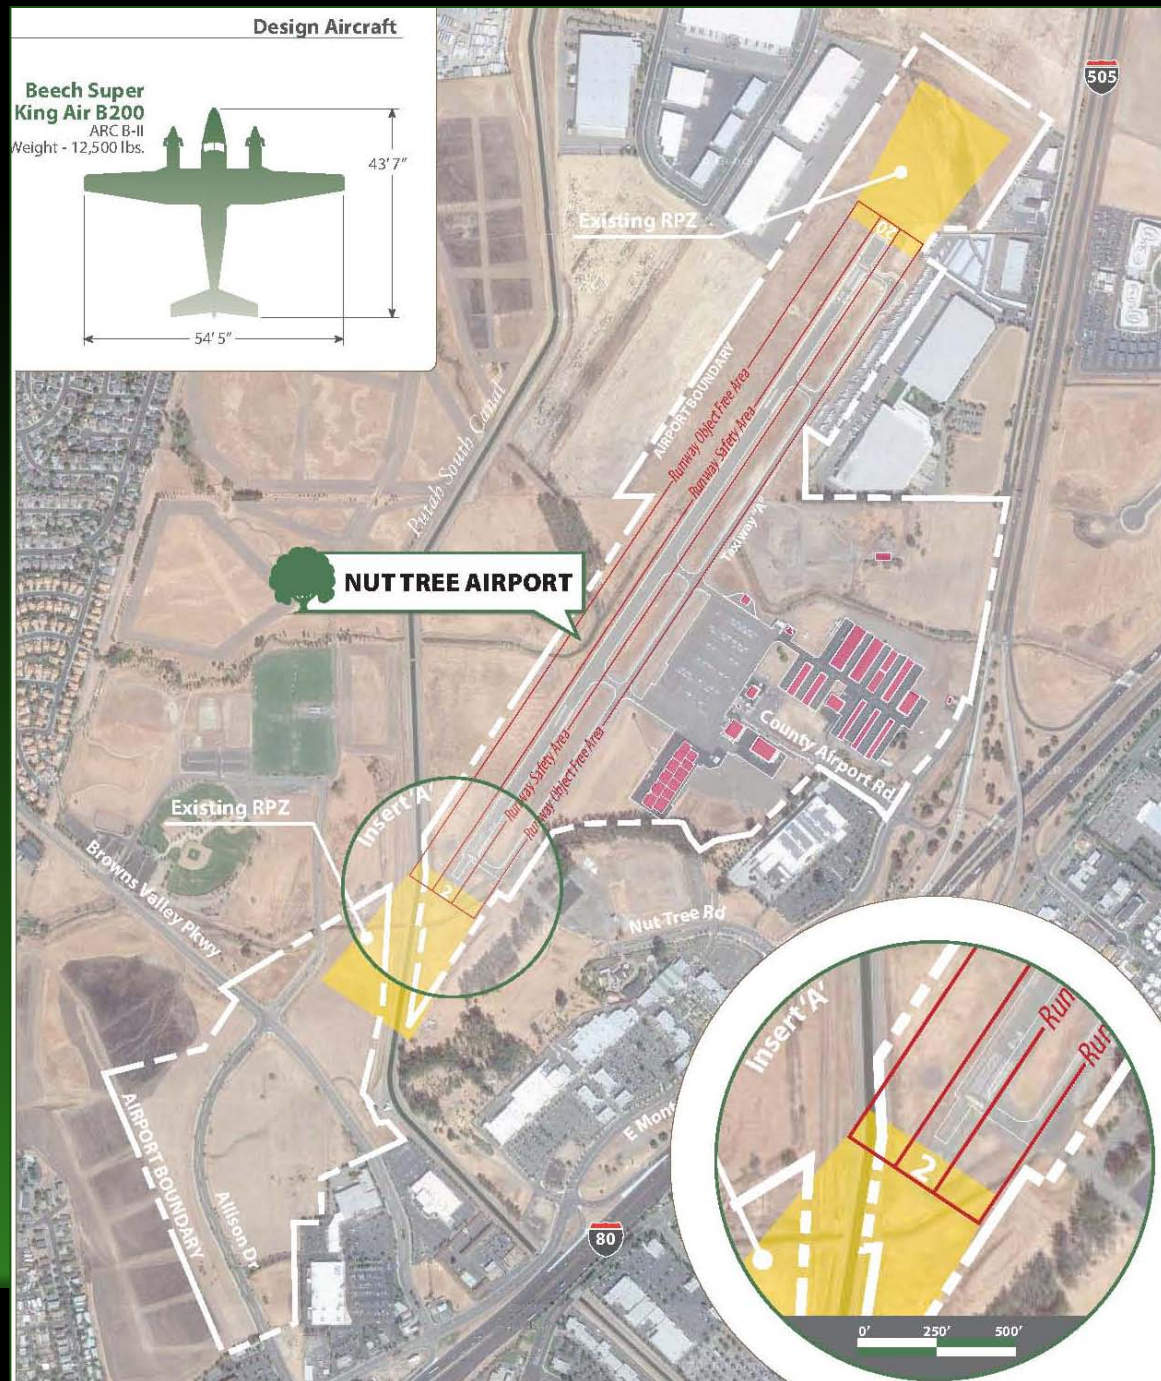 Design Aircraft
Beech Super
King Air B200
ARC B-II
Weight - 12,500 lbs.
43' 7"
54' 5"
505
Existing RPZ
20
AIRPORT BOUNDARY
Runway Object Free Area
Runway Safety Area
Putah South Canal
Taxiway "A"
NUT TREE AIRPORT
County Airport Rd
Runway Safety Area
Runway Object Free Area
Insert 'A'
Existing RPZ
2
Browns Valley Pkwy
Nut Tree Rd
AIRPORT BOUNDARY
Allison Dr.
E Mont
80
Insert 'A'
Run
Run
2
0' 250' 500'